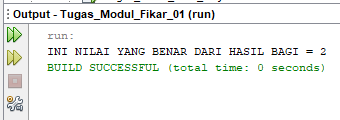 Output - Tugas_Modul_Fikar_01 (run)
run:
INI NILAI YANG BENAR DARI HASIL BAGI = 2
BUILD SUCCESSFUL (total time: 0 seconds)